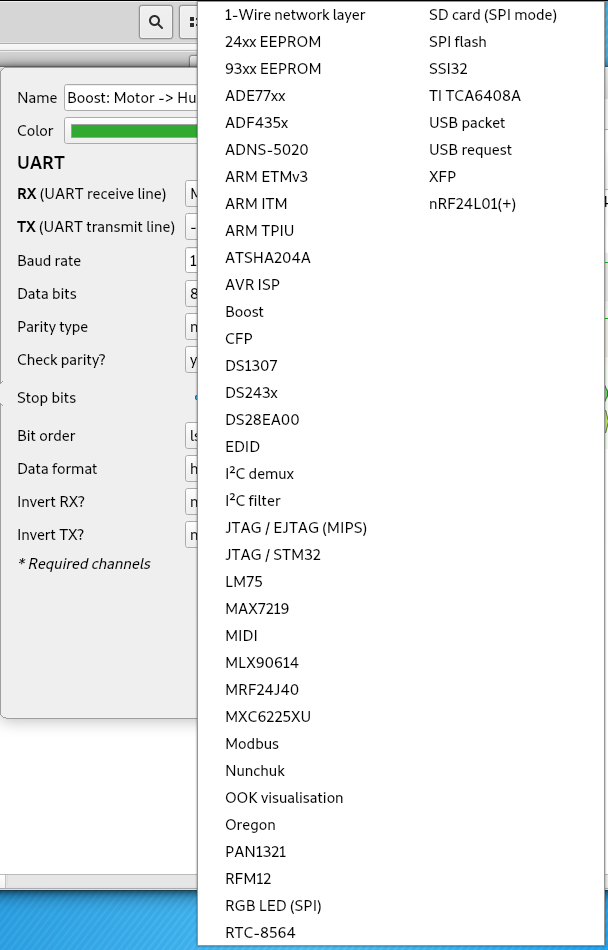 Name
Boost: Motor -> Hu
Color
UART
RX (UART receive line)
TX (UART transmit line)
-
Baud rate
1
Data bits
8
Parity type
n
Check parity?
y
Stop bits
Bit order
ls
Data format
h
Invert RX?
n
Invert TX?
n
* Required channels
1-Wire network layer
24xx EEPROM
93xx EEPROM
ADE77xx
ADF435x
ADNS-5020
ARM ETMv3
ARM ITM
ARM TPIU
ATSHA204A
AVR ISP
Boost
CFP
DS1307
DS243x
DS28EA00
EDID
I²C demux
I²C filter
JTAG / EJTAG (MIPS)
JTAG / STM32
LM75
MAX7219
MIDI
MLX90614
MRF24J40
MXC6225XU
Modbus
Nunchuk
OOK visualisation
Oregon
PAN1321
RFM12
RGB LED (SPI)
RTC-8564
SD card (SPI mode)
SPI flash
SSI32
TI TCA6408A
USB packet
USB request
XFP
nRF24L01(+)